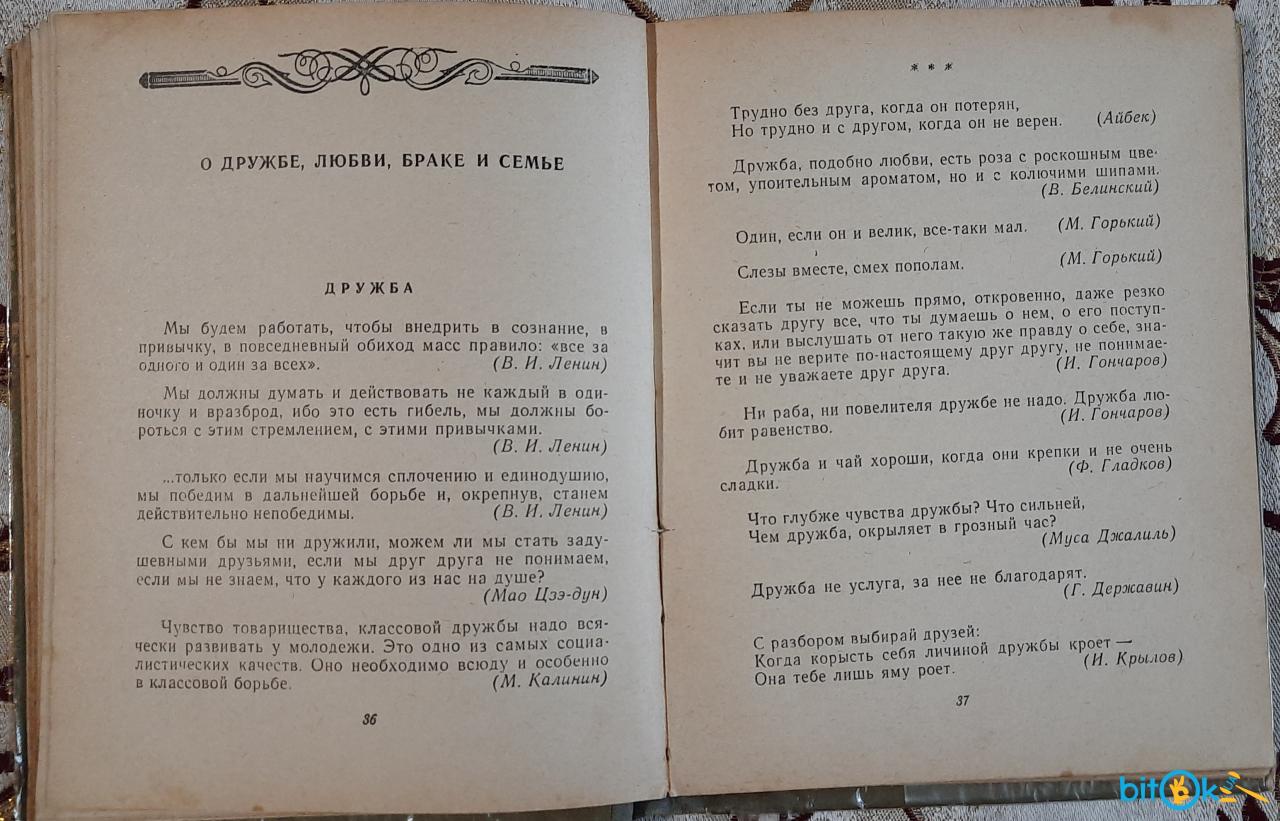 О ДРУЖБЕ, ЛЮБВИ, БРАКЕ И СЕМЬЕ
ДРУЖБА
Мы будем работать, чтобы внедрить в сознание, в
привычку, в повседневный обиход масс правило: «все за
одного и один за всех». (В. И. Ленин)
Мы должны думать и действовать не каждый в оди-
ночку и вразброд, ибо это есть гибель, мы должны бо-
роться с этим стремлением, с этими привычками.
(В. И. Ленин)
...только если мы научимся сплочению и единодушию,
мы победим в дальнейшей борьбе и, окрепнув, станем
действительно непобедимы. (В. И. Ленин)
С кем бы мы ни дружили, можем ли мы стать заду-
шевными друзьями, если мы друг друга не понимаем,
если мы не знаем, что у каждого из нас на душе?
(Мао Цзэ-дун)
Чувство товарищества, классовой дружбы надо вся-
чески развивать у молодежи. Это одно из самых социа-
листических качеств. Оно необходимо всюду и особенно
в классовой борьбе. (М. Калинин)
36
* * *
Трудно без друга, когда он потерян,
Но трудно и с другом, когда он не верен. (Айбек)
Дружба, подобно любви, есть роза с роскошным цве-
том, упоительным ароматом, но и с колючими шипами.
(В. Белинский)
Один, если он и велик, все-таки мал. (М. Горький)
Слезы вместе, смех пополам. (М. Горький)
Если ты не можешь прямо, откровенно, даже резко
сказать другу все, что ты думаешь о нем, о его поступ-
ках, или выслушать от него такую же правду о себе, зна-
чит вы не верите по-настоящему друг другу, не понимае-
те и не уважаете друг друга. (И. Гончаров)
Ни раба, ни повелителя дружбе не надо. Дружба лю-
бит равенство. (И. Гончаров)
Дружба и чай хороши, когда они крепки и не очень
сладки. (Ф. Гладков)
Что глубже чувства дружбы? Что сильней,
Чем дружба, окрыляет в грозный час?
(Муса Джалиль)
Дружба не услуга, за нее не благодарят.
(Г. Державин)
С разбором выбирай друзей:
Когда корысть себя личиной дружбы кроет —
Она тебе лишь яму роет. (И. Крылов)
37
bitok